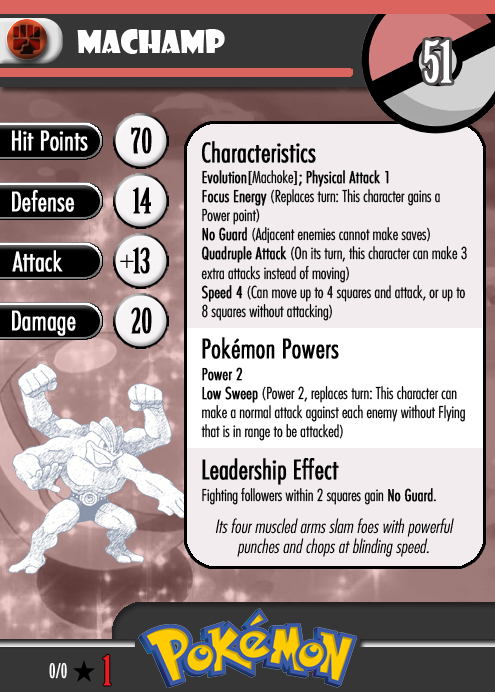 MACHAMP
51
Hit Points 70
Defense 14
Attack +13
Damage 20
Characteristics
Evolution[Machoke]; Physical Attack 1
Focus Energy (Replaces turn: This character gains a
Power point)
No Guard (Adjacent enemies cannot make saves)
Quadruple Attack (On its turn, this character can make 3
extra attacks instead of moving)
Speed 4 (Can move up to 4 squares and attack, or up to
8 squares without attacking)
Pokémon Powers
Power 2
Low Sweep (Power 2, replaces turn: This character can
make a normal attack against each enemy without Flying
that is in range to be attacked)
Leadership Effect
Fighting followers within 2 squares gain No Guard.
Its four muscled arms slam foes with powerful
punches and chops at blinding speed.
0/0 ★ 1
POKéMON